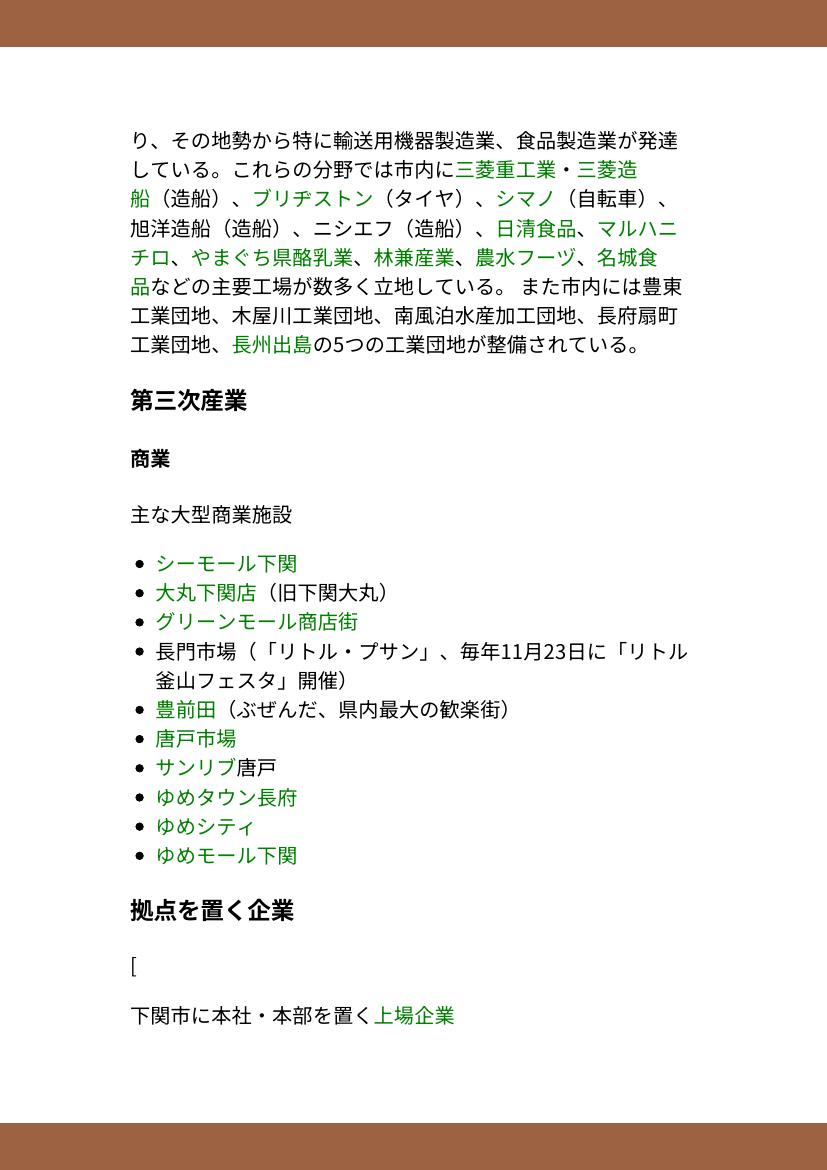 り、その地勢から特に輸送用機器製造業、食品製造業が発達
している。これらの分野では市内に三菱重工業・三菱造
船（造船）、ブリヂストン（タイヤ）、シマノ（自転車）、
旭洋造船（造船）、ニシエフ（造船）、日清食品、マルハニ
チロ、やまぐち県酪乳業、林兼産業、農水フーヅ、名城食
品などの主要工場が数多く立地している。 また市内には豊東
工業団地、木屋川工業団地、南風泊水産加工団地、長府扇町
工業団地、長州出島の5つの工業団地が整備されている。
第三次産業
商業
主な大型商業施設
• シーモール下関
• 大丸下関店（旧下関大丸）
• グリーンモール商店街
• 長門市場（「リトル・プサン」、毎年11月23日に「リトル
釜山フェスタ」開催）
• 豊前田（ぶぜんだ、県内最大の歓楽街）
• 唐戸市場
• サンリブ唐戸
• ゆめタウン長府
• ゆめシティ
• ゆめモール下関
拠点を置く企業
[
下関市に本社・本部を置く上場企業